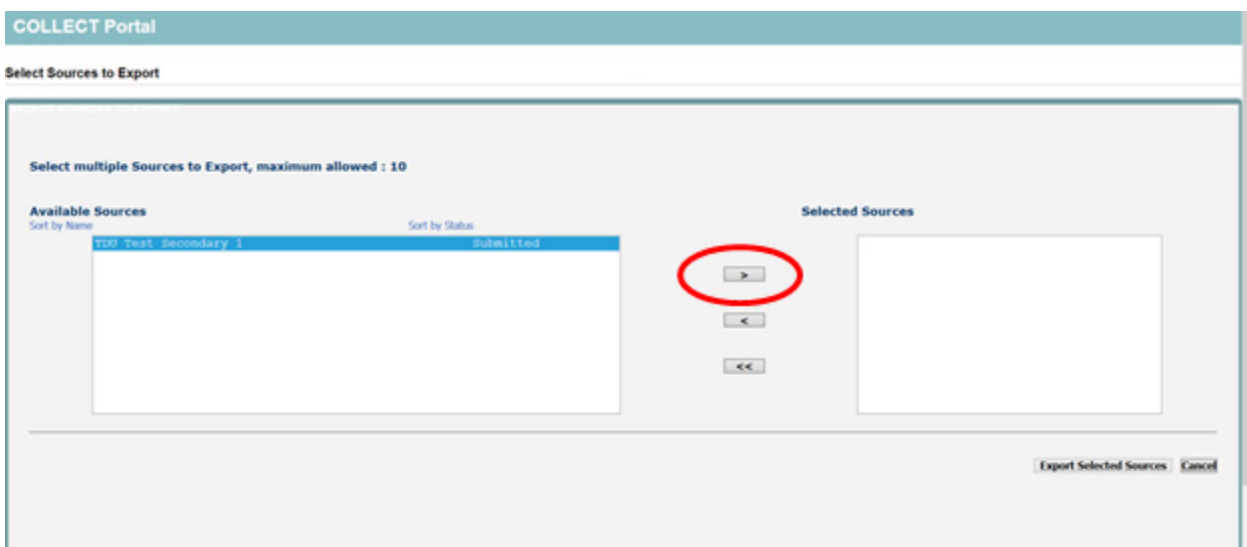 COLLECT Portal
Select Sources to Export
Select multiple Sources to Export, maximum allowed : 10
Available Sources
Selected Sources
Sort by Name
Sort by Status
TDU Test Secondary 1
Submitted
>
<
<<
Export Selected Sources
Cancel